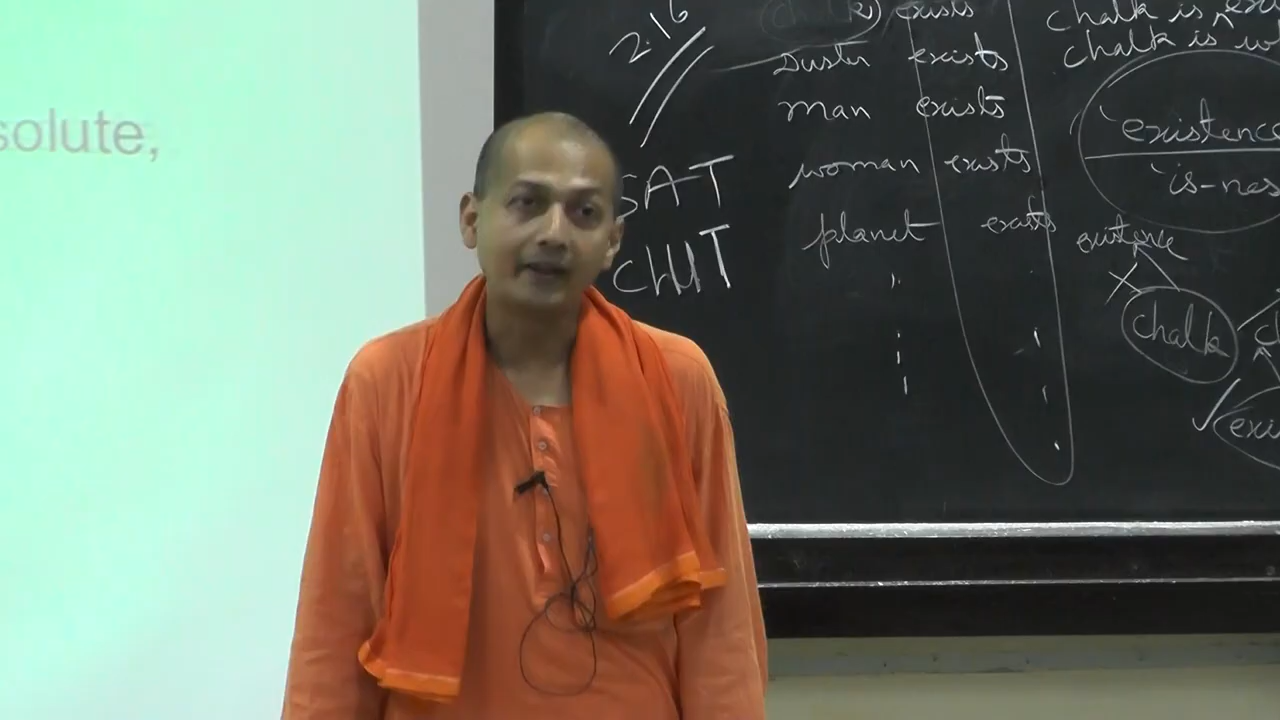 solute,
2.16
SAT
CHIT
chalk exists
Duster exists
man exists
woman exists
planet exists
chalk is
chalk is
'existence
'is-nes
existence
chalk